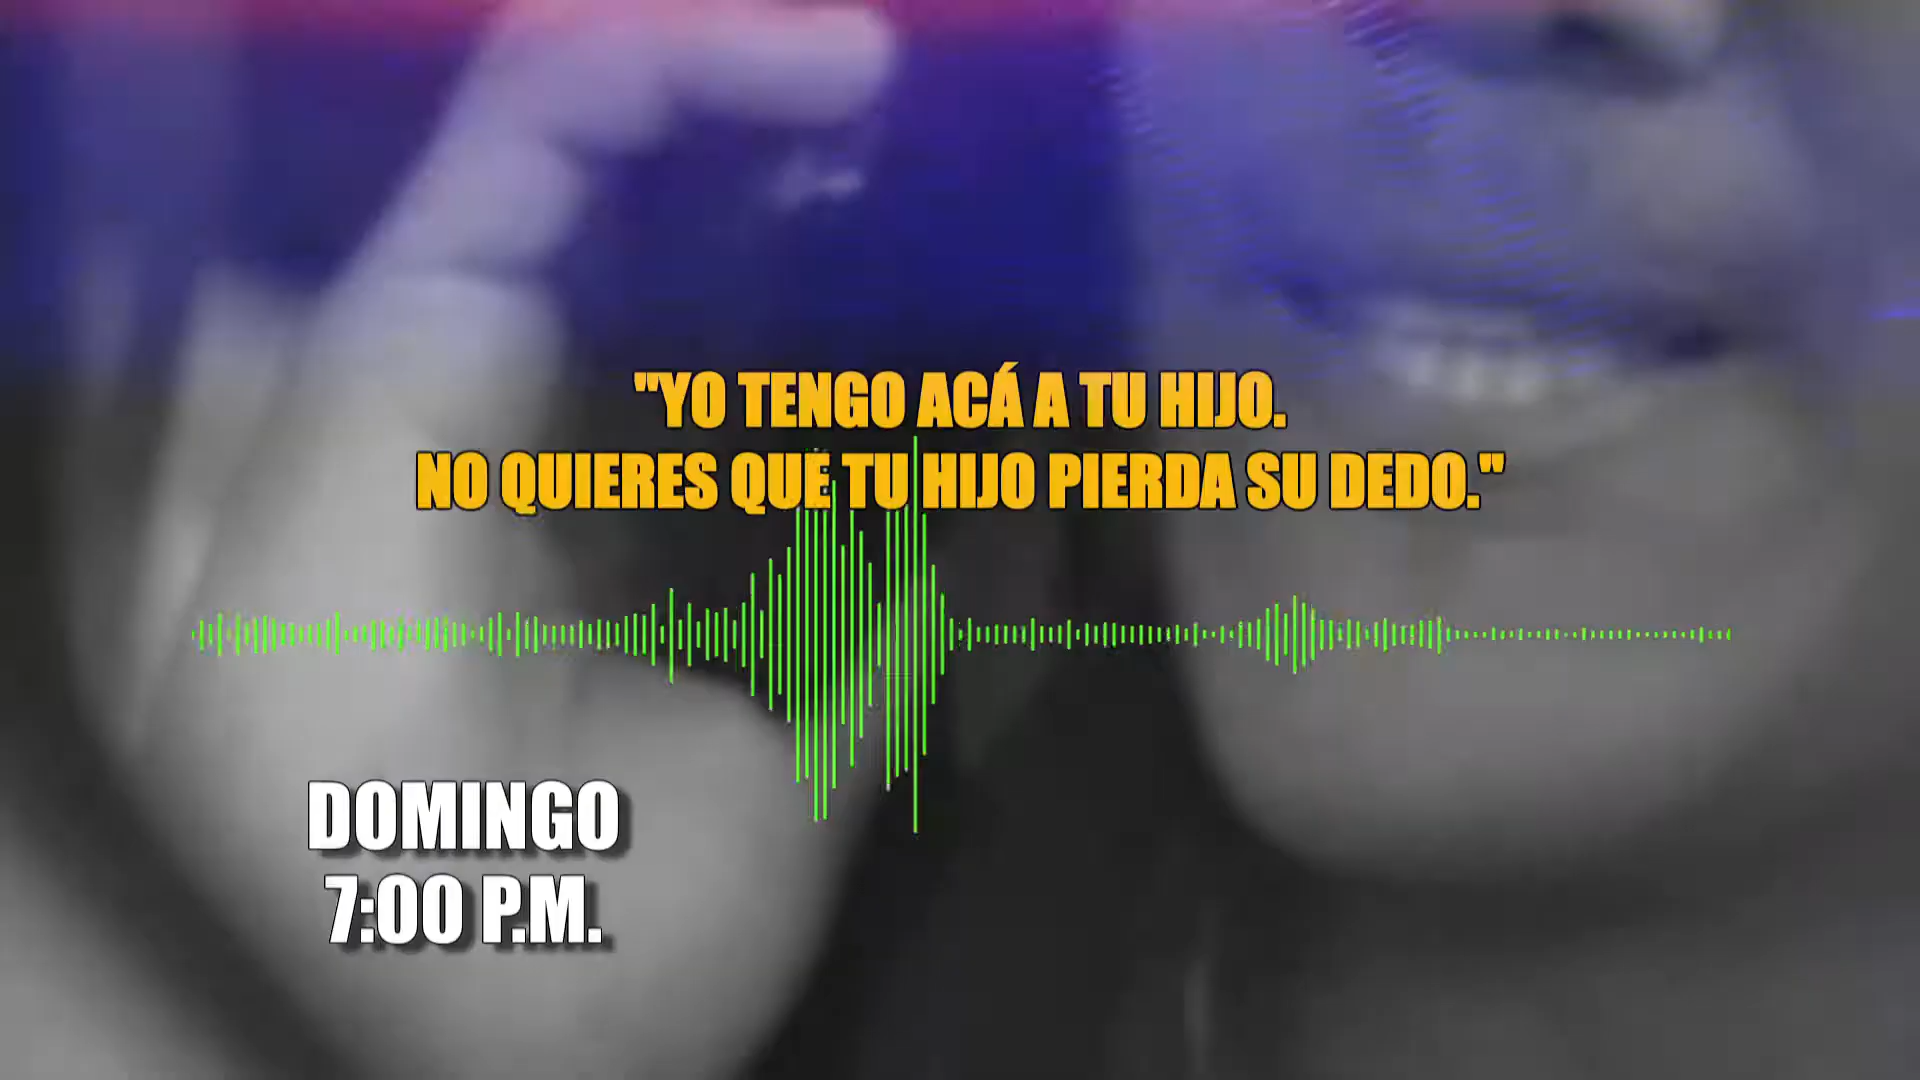 "YO TENGO ACÁ A TU HIJO.
NO QUIERES QUE TU HIJO PIERDA SU DEDO."
DOMINGO
7:00 P.M.